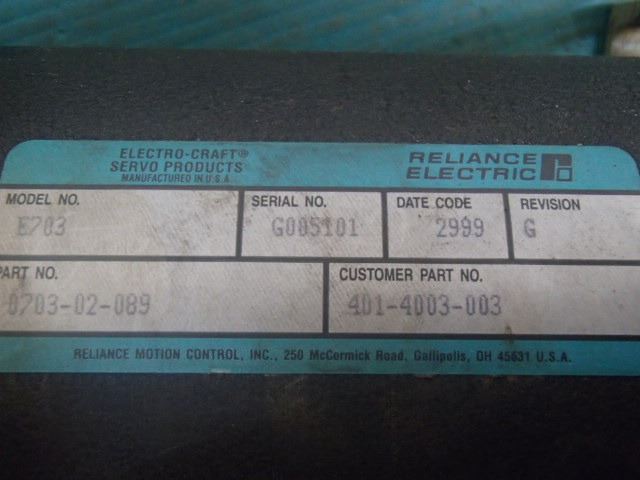 ELECTRO-CRAFT®
SERVO PRODUCTS
MANUFACTURED IN U.S.A.
RELIANCE
ELECTRIC
MODEL NO. SERIAL NO. DATE CODE REVISION
E703 G005101 2999 G
PART NO. CUSTOMER PART NO.
0703-02-089 401-4003-003
RELIANCE MOTION CONTROL, INC., 250 McCormick Road, Gallipolis, OH 45631 U.S.A.